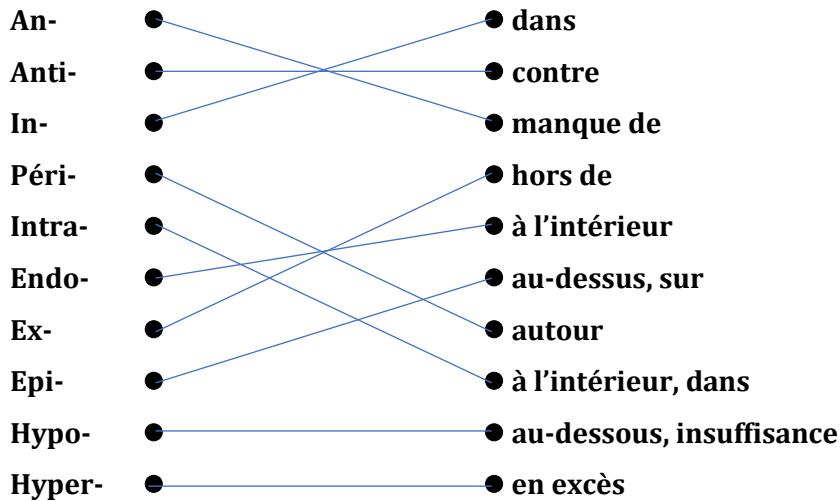 An- dans
Anti- contre
In- manque de
Péri- hors de
Intra- à l’intérieur
Endo- au-dessus, sur
Ex- autour
Epi- à l’intérieur, dans
Hypo- au-dessous, insuffisance
Hyper- en excès